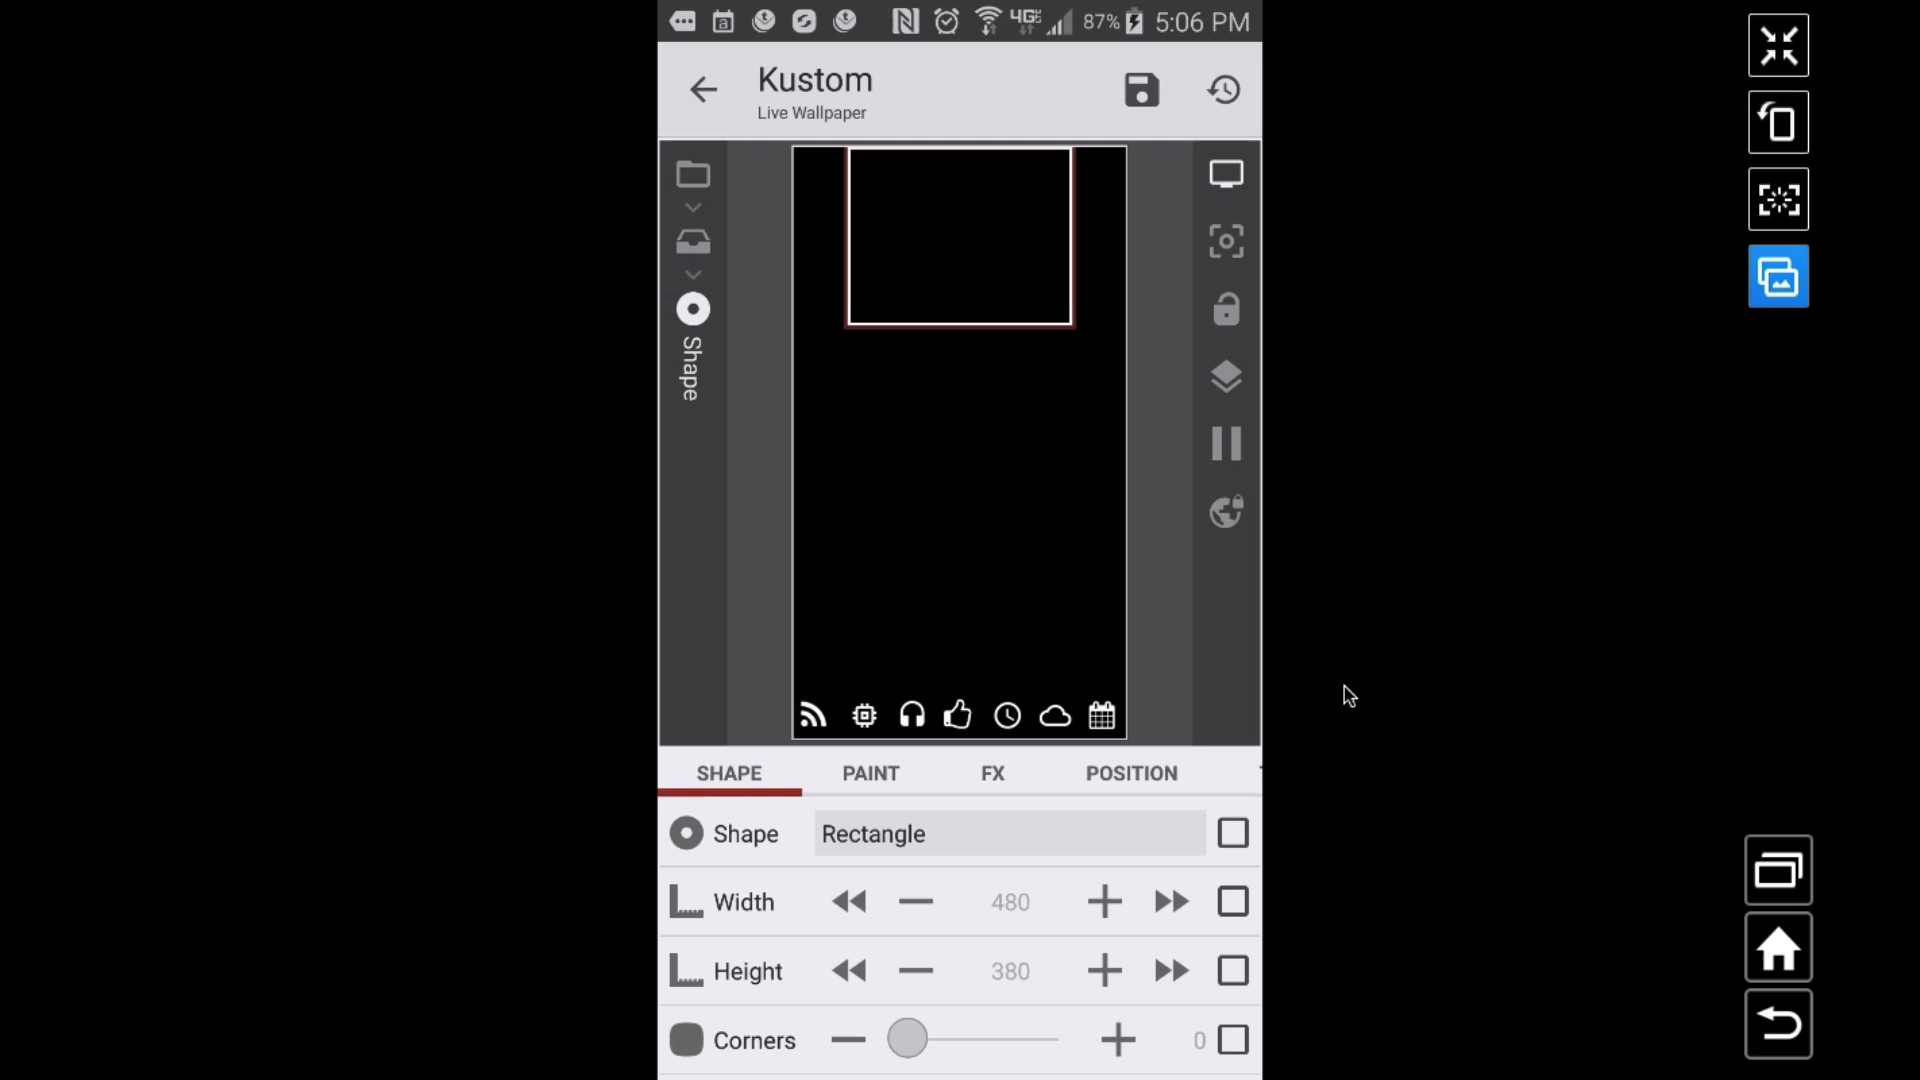 4G 87% 5:06 PM
Kustom
Live Wallpaper
Shape
SHAPE PAINT FX POSITION
Shape Rectangle
Width 480
Height 380
Corners 0